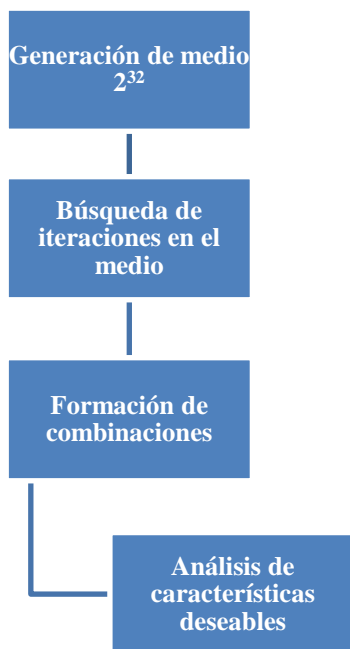 Generación de medio
2³²
Búsqueda de
iteraciones en el
medio
Formación de
combinaciones
Análisis de
características
deseables